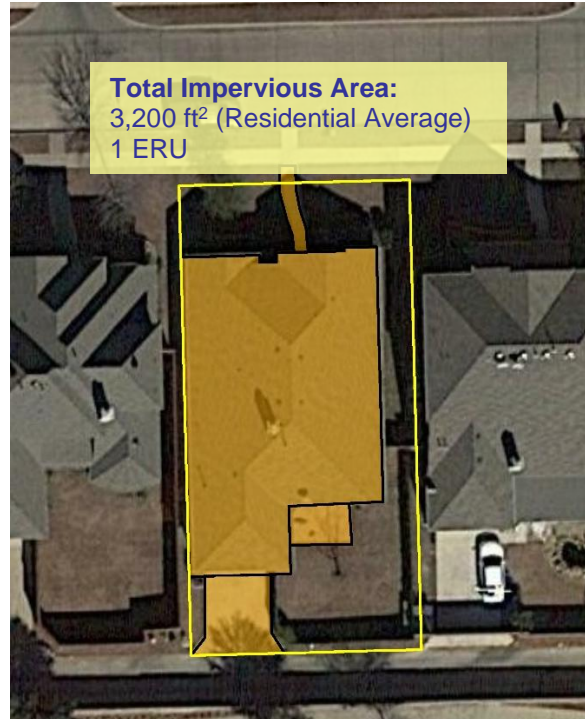 Total Impervious Area:
3,200 ft² (Residential Average)
1 ERU